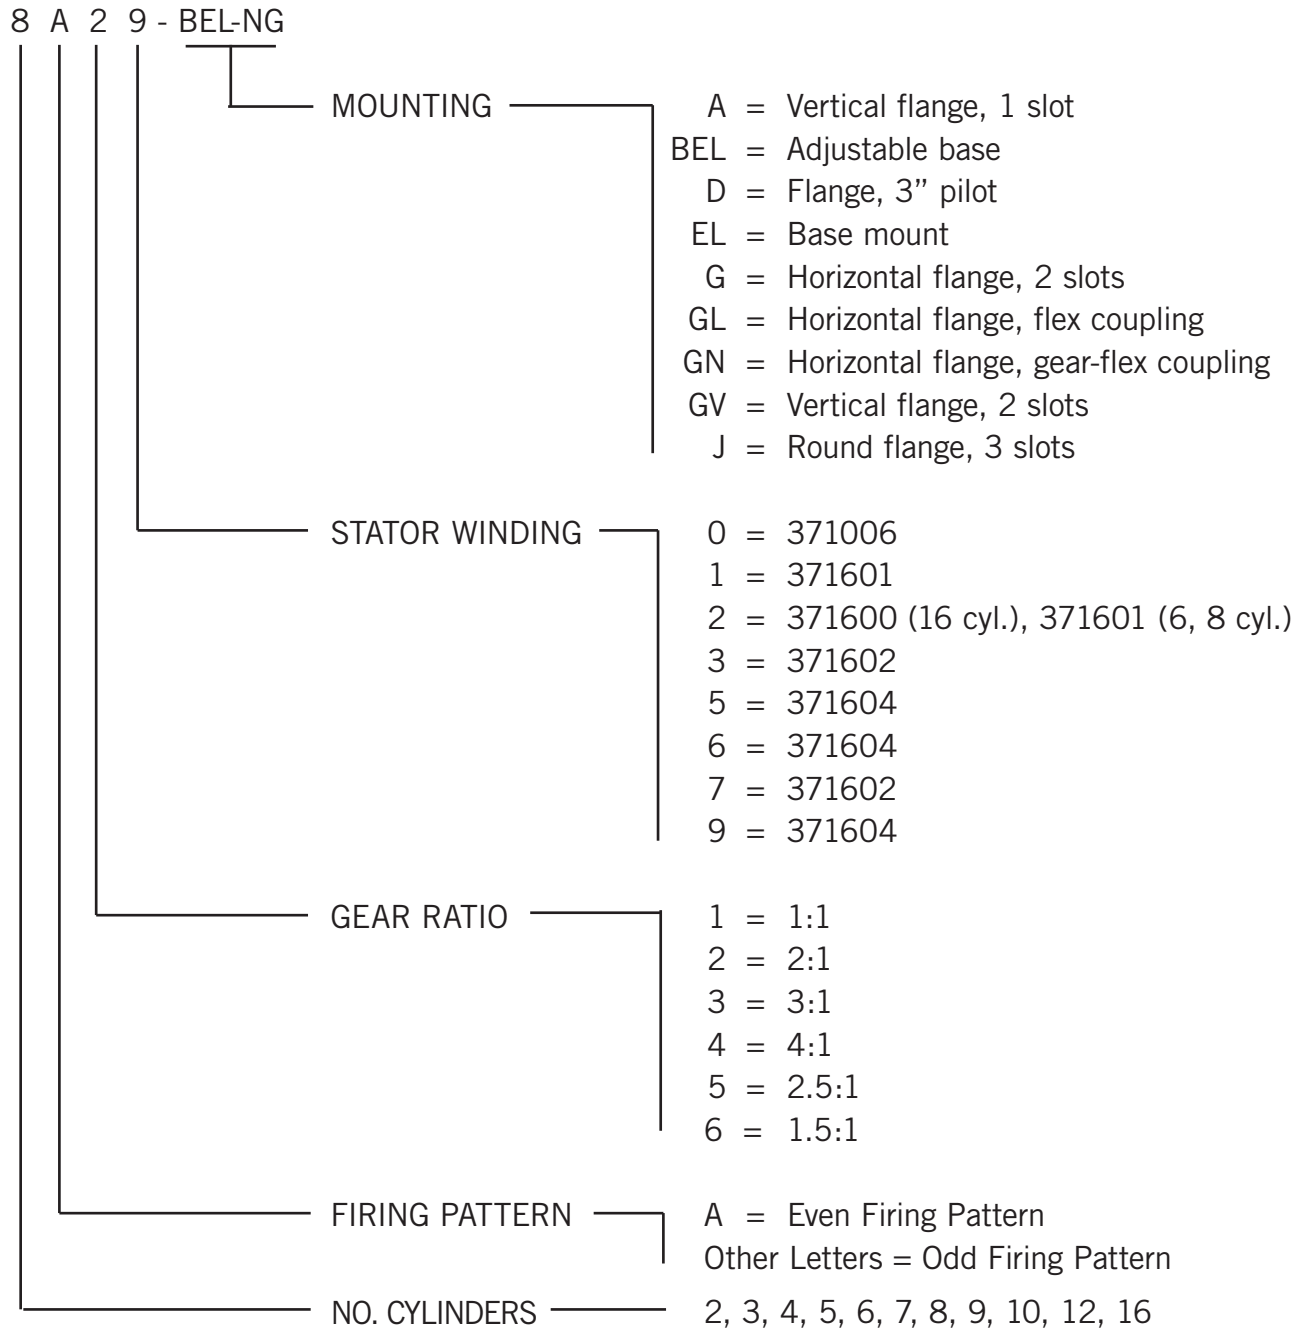 8 A 2 9 - BEL-NG
MOUNTING A = Vertical flange, 1 slot
BEL = Adjustable base
D = Flange, 3” pilot
EL = Base mount
G = Horizontal flange, 2 slots
GL = Horizontal flange, flex coupling
GN = Horizontal flange, gear-flex coupling
GV = Vertical flange, 2 slots
J = Round flange, 3 slots
STATOR WINDING 0 = 371006
1 = 371601
2 = 371600 (16 cyl.), 371601 (6, 8 cyl.)
3 = 371602
5 = 371604
6 = 371604
7 = 371602
9 = 371604
GEAR RATIO 1 = 1:1
2 = 2:1
3 = 3:1
4 = 4:1
5 = 2.5:1
6 = 1.5:1
FIRING PATTERN A = Even Firing Pattern
Other Letters = Odd Firing Pattern
NO. CYLINDERS 2, 3, 4, 5, 6, 7, 8, 9, 10, 12, 16